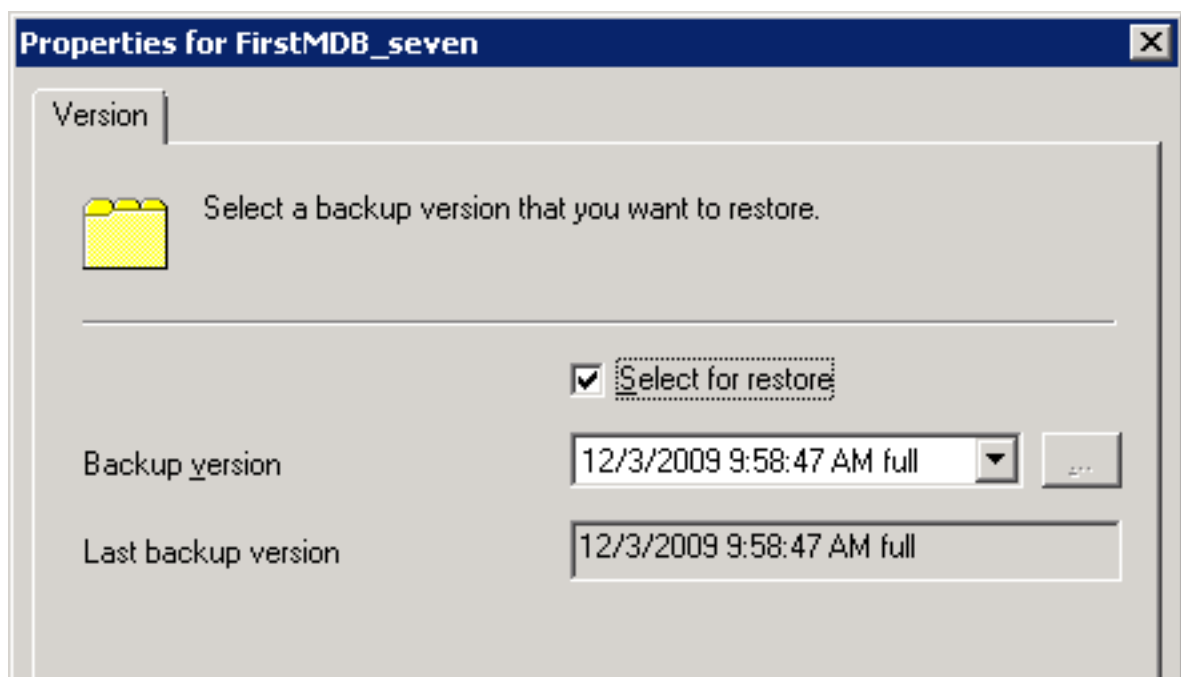 Properties for FirstMDB_seven
Version
Select a backup version that you want to restore.
Select for restore
Backup version
12/3/2009 9:58:47 AM full
...
Last backup version
12/3/2009 9:58:47 AM full